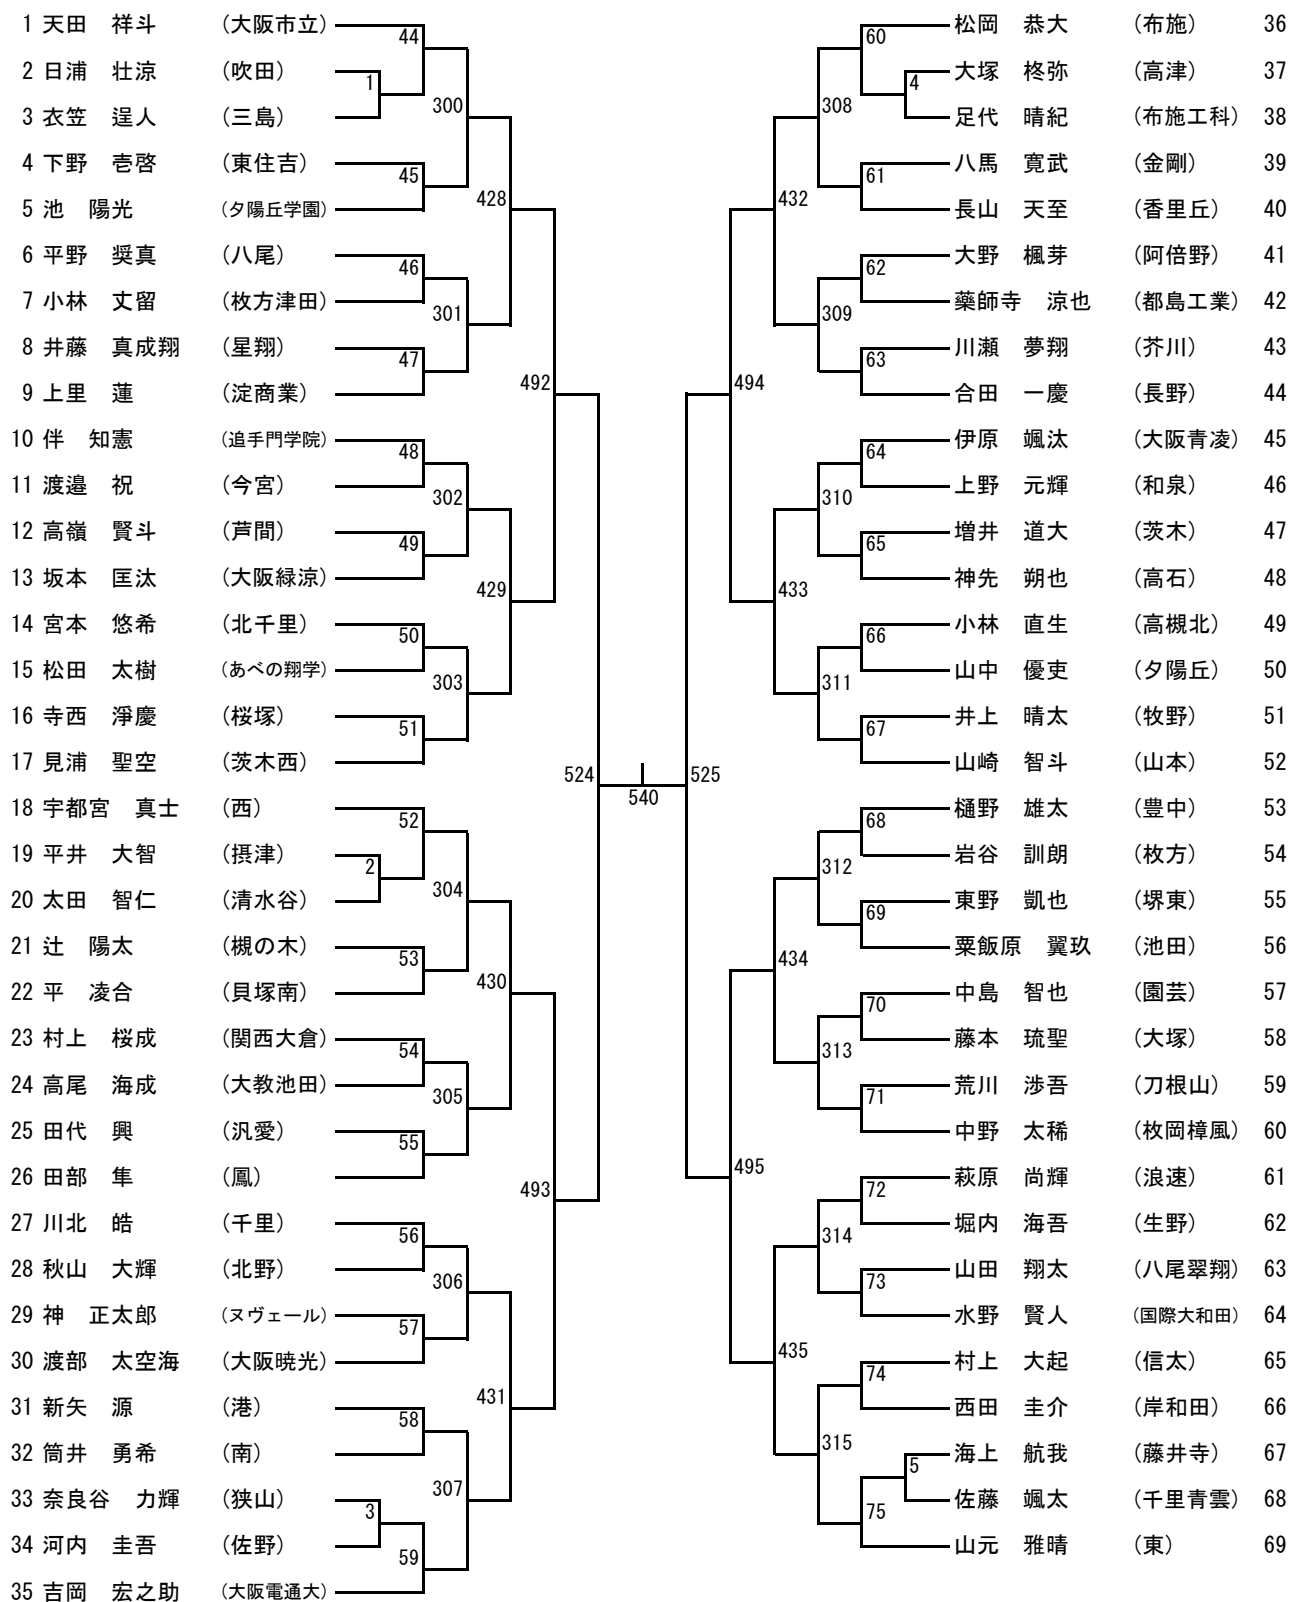 1 天田　祥斗　（大阪市立）
2 日浦　壮涼　（吹田）
3 衣笠　逞人　（三島）
4 下野　壱啓　（東住吉）
5 池　陽光　（夕陽丘学園）
6 平野　奨真　（八尾）
7 小林　丈留　（枚方津田）
8 井藤　真成翔　（星翔）
9 上里　蓮　（淀商業）
10 伴　知憲　（追手門学院）
11 渡邉　祝　（今宮）
12 高嶺　賢斗　（芦間）
13 坂本　匡汰　（大阪緑涼）
14 宮本　悠希　（北千里）
15 松田　太樹　（あべの翔学）
16 寺西　淨慶　（桜塚）
17 見浦　聖空　（茨木西）
18 宇都宮　真士　（西）
19 平井　大智　（摂津）
20 太田　智仁　（清水谷）
21 辻　陽太　（槻の木）
22 平　凌合　（貝塚南）
23 村上　桜成　（関西大倉）
24 高尾　海成　（大教池田）
25 田代　興　（汎愛）
26 田部　隼　（鳳）
27 川北　皓　（千里）
28 秋山　大輝　（北野）
29 神　正太郎　（ヌヴェール）
30 渡部　太空海　（大阪暁光）
31 新矢　源　（港）
32 筒井　勇希　（南）
33 奈良谷　力輝　（狭山）
34 河内　圭吾　（佐野）
35 吉岡　宏之助　（大阪電通大）
44
1
300
45
428
46
301
47
492
48
302
49
429
50
303
51
524
52
2
304
53
430
54
305
55
493
56
306
57
431
58
307
3
59
540
60
4
308
61
432
62
309
63
494
64
310
65
433
66
311
67
525
68
312
69
434
70
313
71
495
72
314
73
435
74
315
5
75
松岡　恭大　（布施）　36
大塚　柊弥　（高津）　37
足代　晴紀　（布施工科）　38
八馬　寛武　（金剛）　39
長山　天至　（香里丘）　40
大野　楓芽　（阿倍野）　41
藥師寺　涼也　（都島工業）　42
川瀬　夢翔　（芥川）　43
合田　一慶　（長野）　44
伊原　颯汰　（大阪青凌）　45
上野　元輝　（和泉）　46
増井　道大　（茨木）　47
神先　朔也　（高石）　48
小林　直生　（高槻北）　49
山中　優吏　（夕陽丘）　50
井上　晴太　（牧野）　51
山崎　智斗　（山本）　52
樋野　雄太　（豊中）　53
岩谷　訓朗　（枚方）　54
東野　凱也　（堺東）　55
粟飯原　翼玖　（池田）　56
中島　智也　（園芸）　57
藤本　琉聖　（大塚）　58
荒川　渉吾　（刀根山）　59
中野　太稀　（枚岡樟風）　60
萩原　尚輝　（浪速）　61
堀内　海吾　（生野）　62
山田　翔太　（八尾翠翔）　63
水野　賢人　（国際大和田）　64
村上　大起　（信太）　65
西田　圭介　（岸和田）　66
海上　航我　（藤井寺）　67
佐藤　颯太　（千里青雲）　68
山元　雅晴　（東）　69